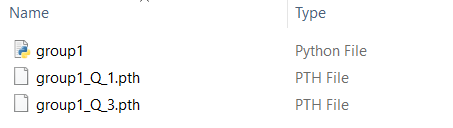 Name Type
group1 Python File
group1_Q_1.pth PTH File
group1_Q_3.pth PTH File